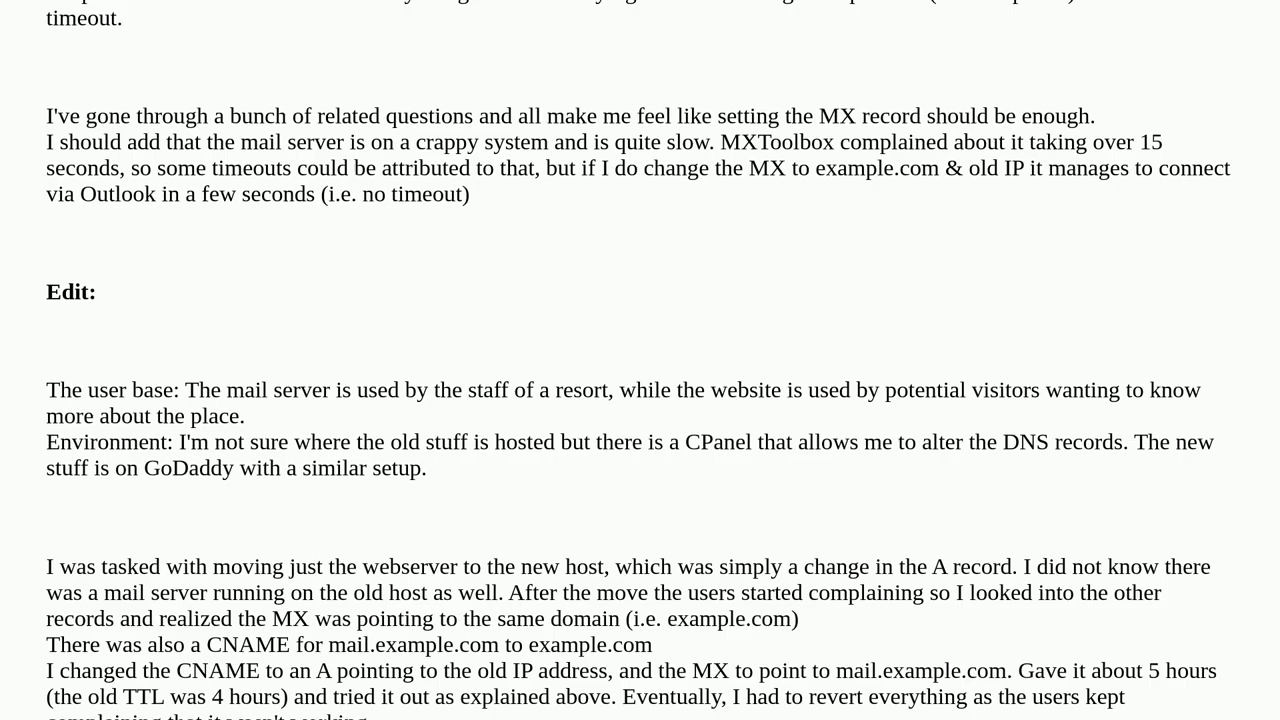 timeout.
I've gone through a bunch of related questions and all make me feel like setting the MX record should be enough.
I should add that the mail server is on a crappy system and is quite slow. MXToolbox complained about it taking over 15
seconds, so some timeouts could be attributed to that, but if I do change the MX to example.com & old IP it manages to connect
via Outlook in a few seconds (i.e. no timeout)
Edit:
The user base: The mail server is used by the staff of a resort, while the website is used by potential visitors wanting to know
more about the place.
Environment: I'm not sure where the old stuff is hosted but there is a CPanel that allows me to alter the DNS records. The new
stuff is on GoDaddy with a similar setup.
I was tasked with moving just the webserver to the new host, which was simply a change in the A record. I did not know there
was a mail server running on the old host as well. After the move the users started complaining so I looked into the other
records and realized the MX was pointing to the same domain (i.e. example.com)
There was also a CNAME for mail.example.com to example.com
I changed the CNAME to an A pointing to the old IP address, and the MX to point to mail.example.com. Gave it about 5 hours
(the old TTL was 4 hours) and tried it out as explained above. Eventually, I had to revert everything as the users kept
complaining that it wasn't working